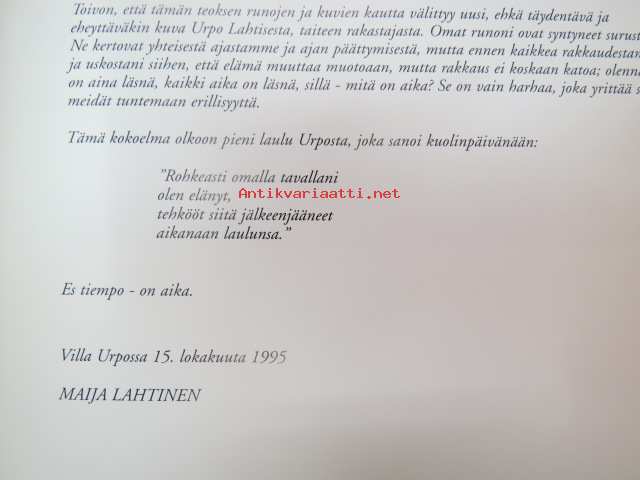 Toivon, että tämän teoksen runojen ja kuvien kautta välittyy uusi, ehkä täydentävä ja
eheyttäväkin kuva Urpo Lahtisesta, taiteen rakastajasta. Omat runoni ovat syntyneet
Ne kertovat yhteisestä ajastamme ja ajan päättymisestä, mutta ennen kaikkea
ja uskostani siihen, että elämä muuttaa muotoaan, mutta rakkaus ei koskaan katoa;
on aina läsnä, kaikki aika on läsnä, sillä - mitä on aika? Se on vain harhaa, joka yrittää
meidät tuntemaan erillisyyttä.
Tämä kokoelma olkoon pieni laulu Urposta, joka sanoi kuolinpäivänään:
"Rohkeasti omalla tavallani
olen elänyt,
Antikvariaatti.net
tehkööt siitä jälkeenjääneet
aikanaan laulunsa."
Es tiempo - on aika.
Villa Urpossa 15. lokakuuta 1995
MAIJA LAHTINEN